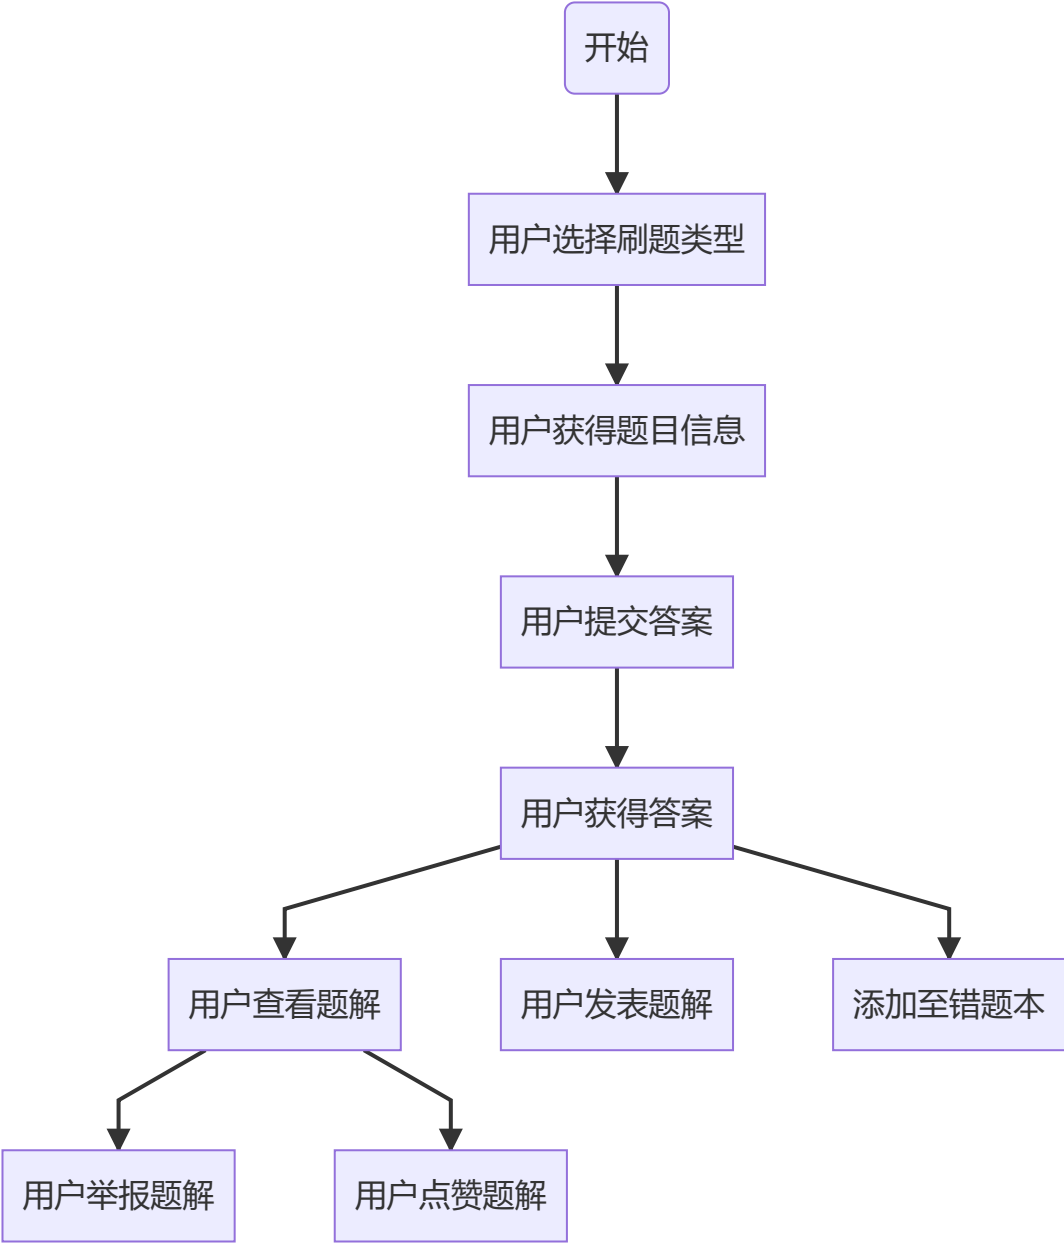 开始
用户选择刷题类型
用户获得题目信息
用户提交答案
用户获得答案
用户查看题解
用户发表题解
添加至错题本
用户举报题解
用户点赞题解